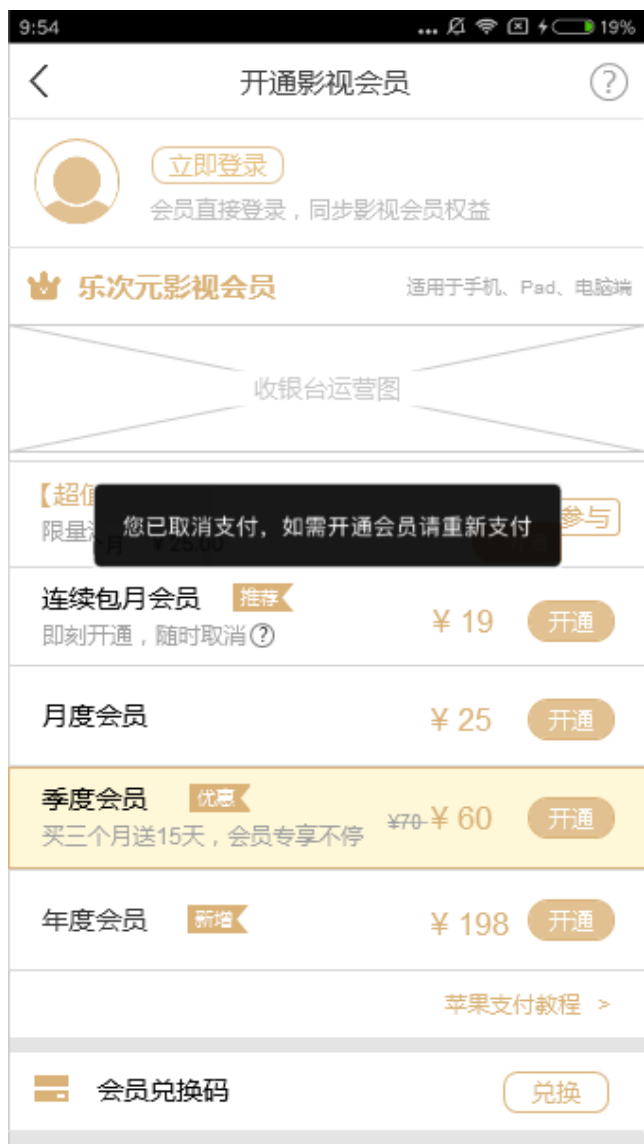 9:54 ... 19%
开通影视会员 ?
立即登录
会员直接登录，同步影视会员权益
乐次元影视会员 适用于手机、Pad、电脑端
收银台运营图
【超值
限量 参与
您已取消支付，如需开通会员请重新支付
月 ¥ 25.00
连续包月会员 推荐
即刻开通，随时取消? ¥ 19 开通
月度会员 ¥ 25 开通
季度会员 优惠
买三个月送15天，会员专享不停 ¥70 ¥ 60 开通
年度会员 新增 ¥ 198 开通
苹果支付教程 >
会员兑换码 兑换